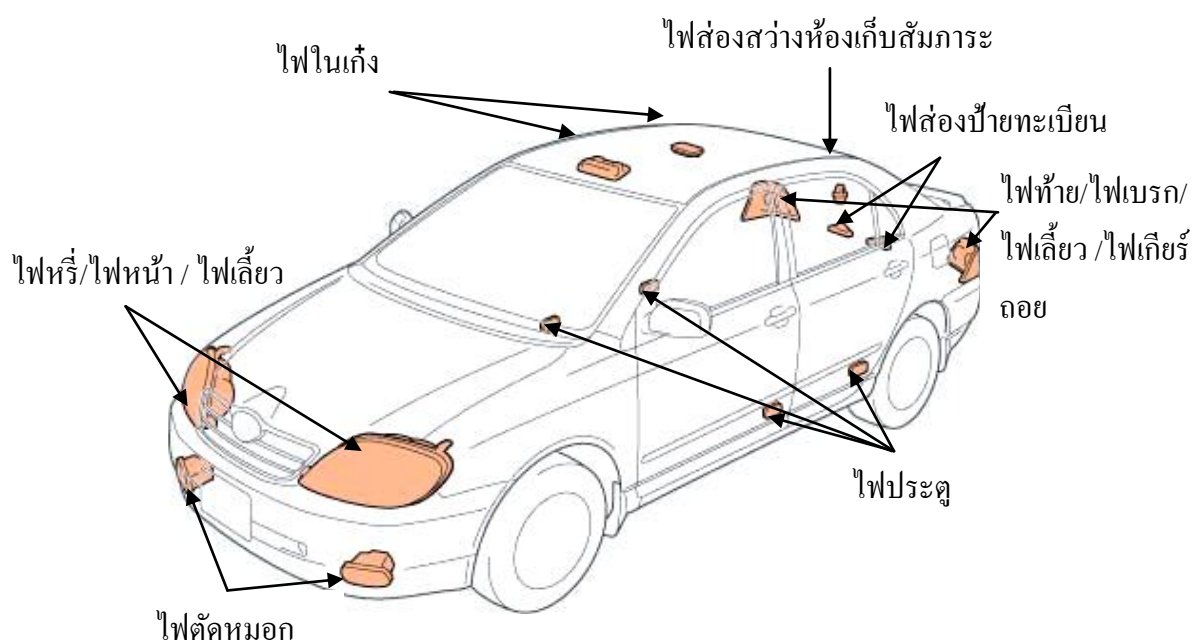 ไฟส่องสว่างห้องเก็บสัมภาระ
ไฟในเก๋ง
ไฟส่องป้ายทะเบียน
ไฟท้าย/ไฟเบรก/
ไฟเลี้ยว /ไฟเกียร์
ถอย
ไฟหรี่/ไฟหน้า / ไฟเลี้ยว
ไฟประตู
ไฟตัดหมอก